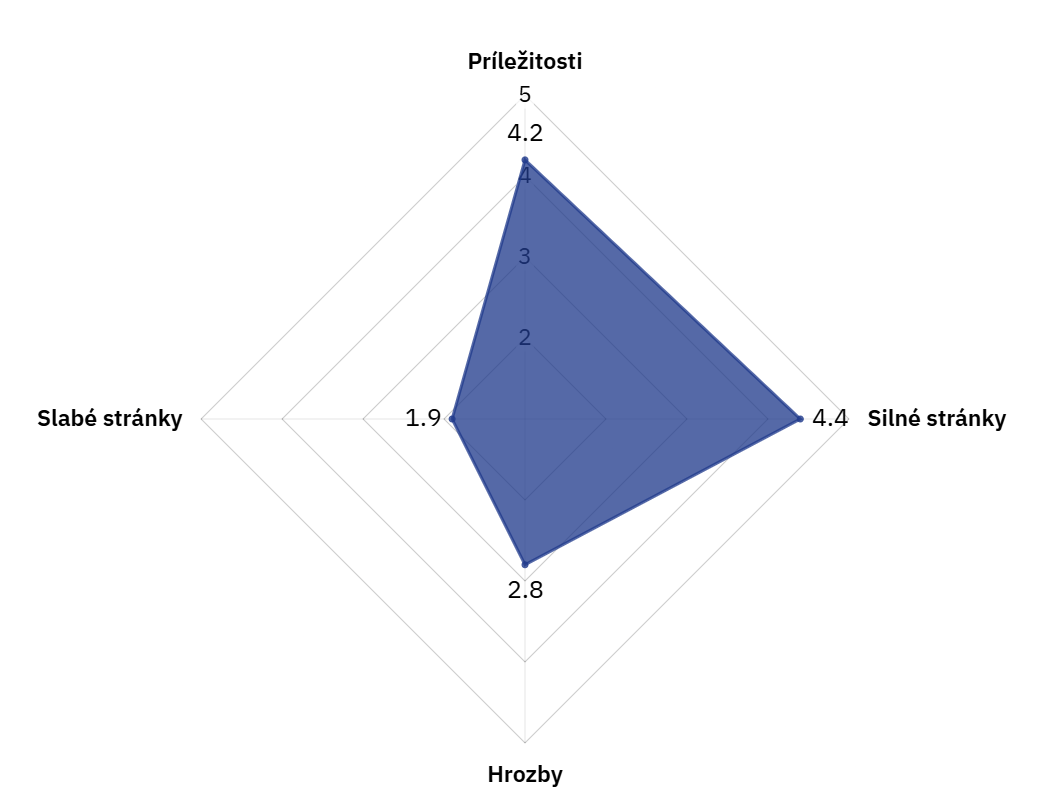 Príležitosti
5
4.2
4
3
2
Slabé stránky
1.9
4.4
Silné stránky
2.8
Hrozby